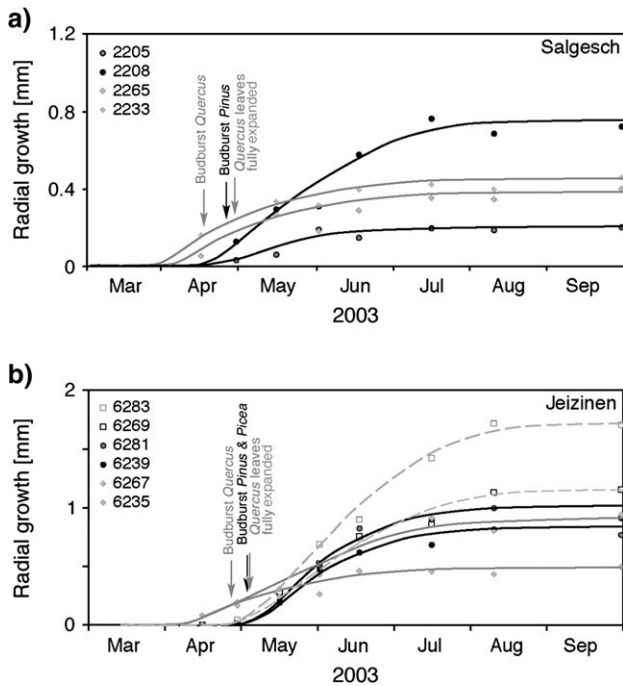 a)
Salgesch
1.2
0.8
0.4
0
Radial growth [mm]
2205
2208
2265
2233
Budburst Quercus
Budburst Pinus
Quercus leaves
fully expanded
Mar Apr May Jun Jul Aug Sep
2003
b)
Jeizinen
2
1
0
Radial growth [mm]
6283
6269
6281
6239
6267
6235
Budburst Quercus
Budburst Pinus & Picea
Quercus leaves
fully expanded
Mar Apr May Jun Jul Aug Sep
2003